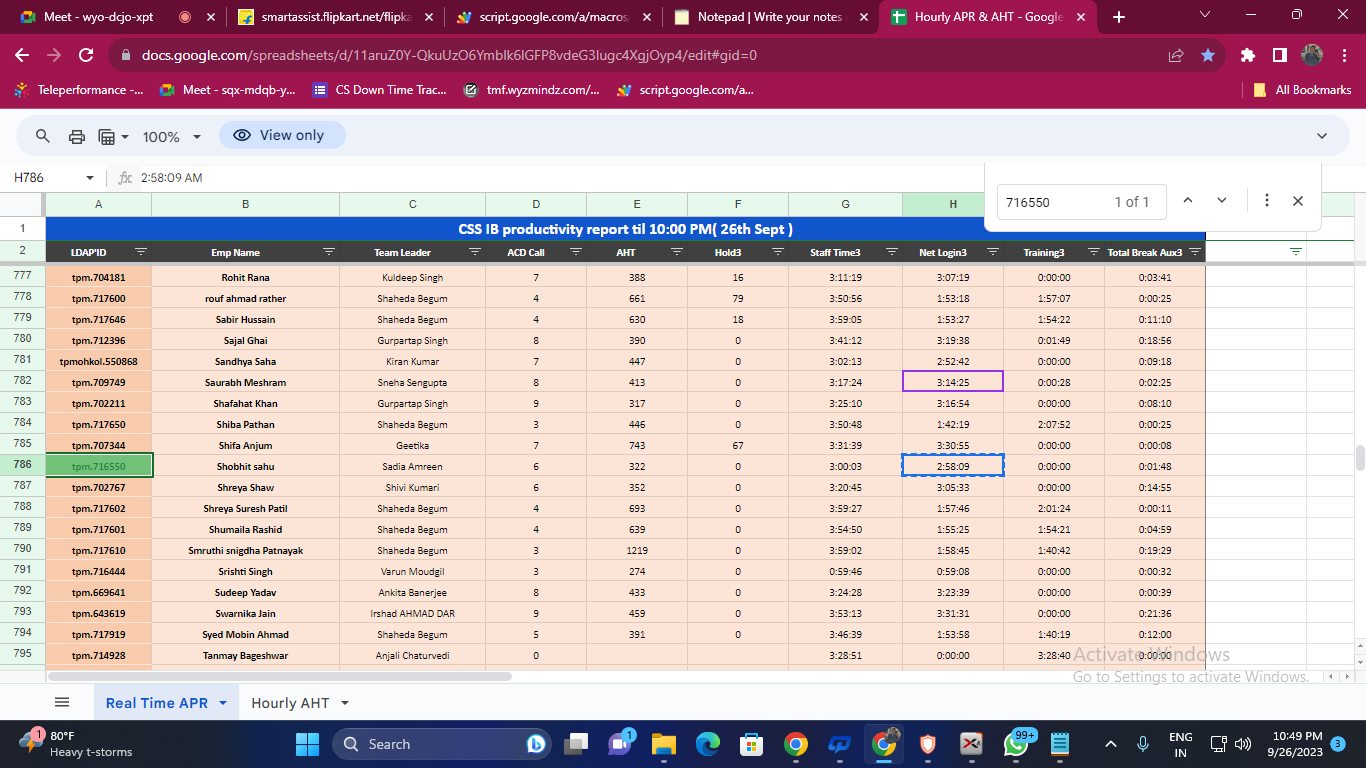 Meet - wyo-dcjo-xpt smartassist.flipkart.net/flipka script.google.com/a/macros, Notepad | Write your notes Hourly APR & AHT - Google
docs.google.com/spreadsheets/d/11aruZ0Y-QkuUzO6Ymblk6lGFP8vdeG3lugc4XgjOyp4/edit#gid=0
Teleperformance -... Meet - sqx-mdqb-y... CS Down Time Trac... tmf.wyzmindz.com/... script.google.com/a... All Bookmarks
100% View only
H786 fx 2:58:09 AM
716550 1 of 1
A B C D E F G H
1 CSS IB productivity report til 10:00 PM( 26th Sept )
2 LDAP'ID Emp Name Team Leader ACD Call AHT Hold3 Staff Time3 Net Login3 Training3 Total Break Aux3
777 tpm.704181 Rohit Rana Kuldeep Singh 7 388 16 3:11:19 3:07:19 0:00:00 0:03:41
778 tpm.717600 rouf ahmad rather Shaheda Begum 4 661 79 3:50:56 1:53:18 1:57:07 0:00:25
779 tpm.717646 Sabir Hussain Shaheda Begum 4 630 18 3:59:05 1:53:27 1:54:22 0:11:10
780 tpm.712396 Sajal Ghai Gurpartap Singh 8 390 0 3:41:12 3:19:38 0:01:49 0:18:56
781 tpmohkol.550868 Sandhya Saha Kiran Kumar 7 447 0 3:02:13 2:52:42 0:00:00 0:09:18
782 tpm.709749 Saurabh Meshram Sneha Sengupta 8 413 0 3:17:24 3:14:25 0:00:28 0:02:25
783 tpm.702211 Shafahat Khan Gurpartap Singh 9 317 0 3:25:10 3:16:54 0:00:00 0:08:10
784 tpm.717650 Shiba Pathan Shaheda Begum 3 446 0 3:50:48 1:42:19 2:07:52 0:00:25
785 tpm.707344 Shifa Anjum Geetika 7 743 67 3:31:39 3:30:55 0:00:00 0:00:08
786 tpm.716550 Shobhit sahu Sadia Amreen 6 322 0 3:00:03 2:58:09 0:00:00 0:01:48
787 tpm.702767 Shreya Shaw Shivi Kumari 6 352 0 3:20:45 3:05:33 0:00:00 0:14:55
788 tpm.717602 Shreya Suresh Patil Shaheda Begum 4 693 0 3:59:27 1:57:46 2:01:24 0:00:11
789 tpm.717601 Shumaila Rashid Shaheda Begum 4 639 0 3:54:50 1:55:25 1:54:21 0:04:59
790 tpm.717610 Smruthi snigdha Patnayak Shaheda Begum 3 1219 0 3:59:02 1:58:45 1:40:42 0:19:29
791 tpm.716444 Srishti Singh Varun Moudgil 3 274 0 0:59:46 0:59:08 0:00:00 0:00:32
792 tpm.669641 Sudeep Yadav Ankita Banerjee 8 433 0 3:24:28 3:23:39 0:00:00 0:00:39
793 tpm.643619 Swarnika Jain Irshad AHMAD DAR 9 459 0 3:53:13 3:31:31 0:00:00 0:21:36
794 tpm.717919 Syed Mobin Ahmad Shaheda Begum 5 391 0 3:46:39 1:53:58 1:40:19 0:12:00
795 tpm.714928 Tanmay Bageshwar Anjali Chaturvedi 0 3:28:51 0:00:00 3:28:40 0:00:00
Activate Windows
Go to Settings to activate Windows.
Real Time APR Hourly AHT
1 80°F
Heavy t-storms
Search
1
99+
ENG
IN
10:49 PM
9/26/2023
3